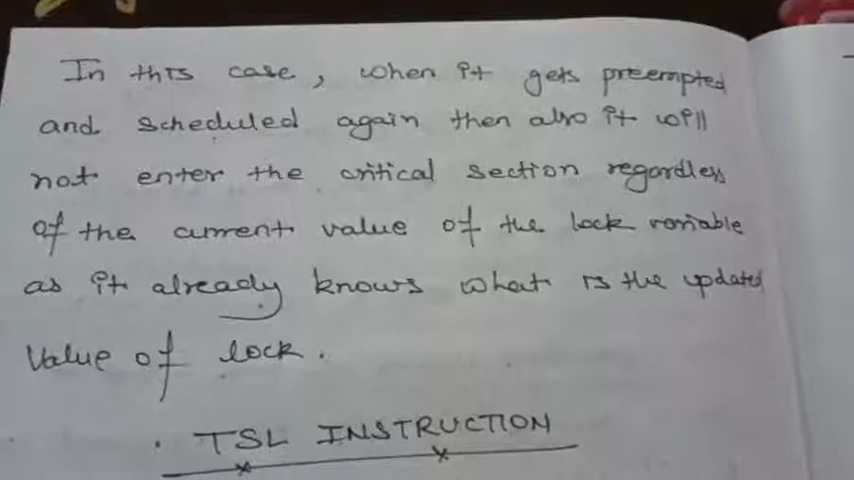 In this case, when it gets preempted
and scheduled again then also it will
not enter the critical section regardless
of the current value of the lock variable
as it already knows what is the updated
value of lock.
. TSL INSTRUCTION